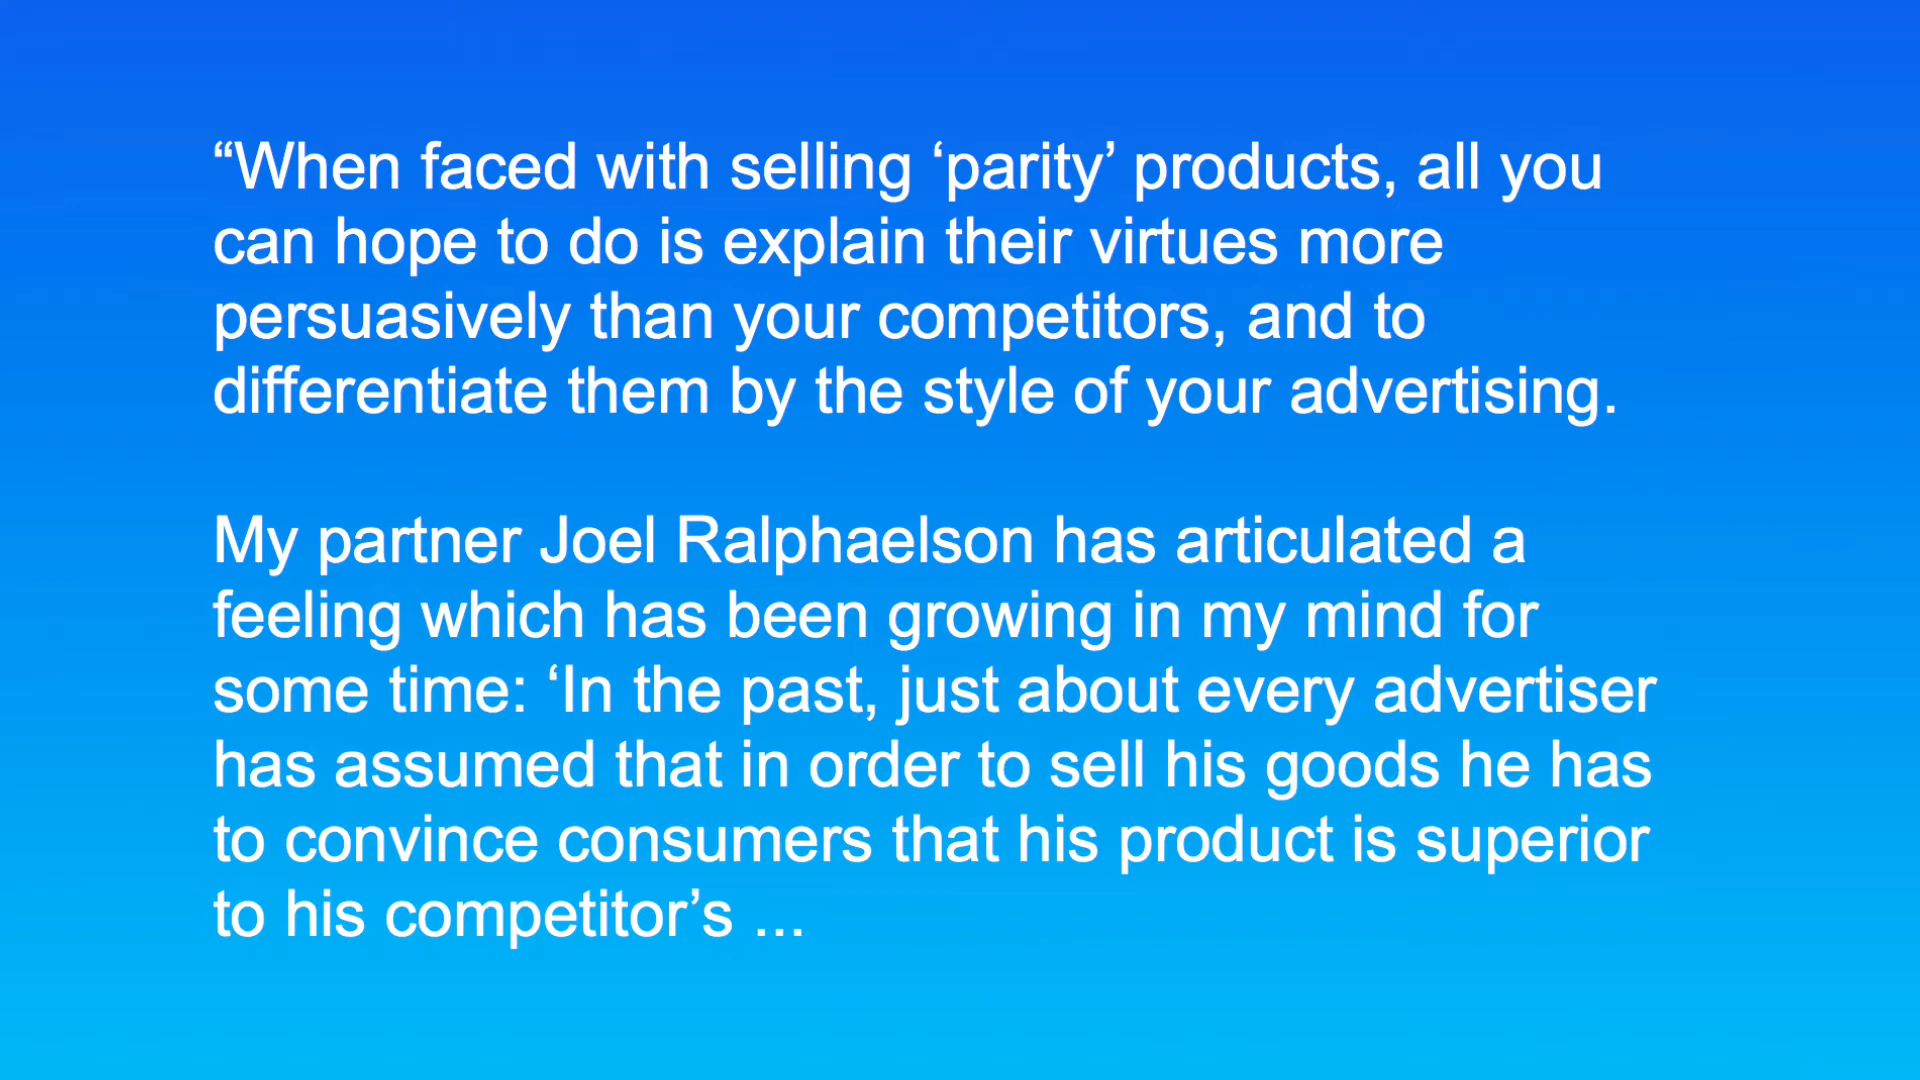 “When faced with selling ‘parity’ products, all you
can hope to do is explain their virtues more
persuasively than your competitors, and to
differentiate them by the style of your advertising.
My partner Joel Ralphaelson has articulated a
feeling which has been growing in my mind for
some time: ‘In the past, just about every advertiser
has assumed that in order to sell his goods he has
to convince consumers that his product is superior
to his competitor’s ...